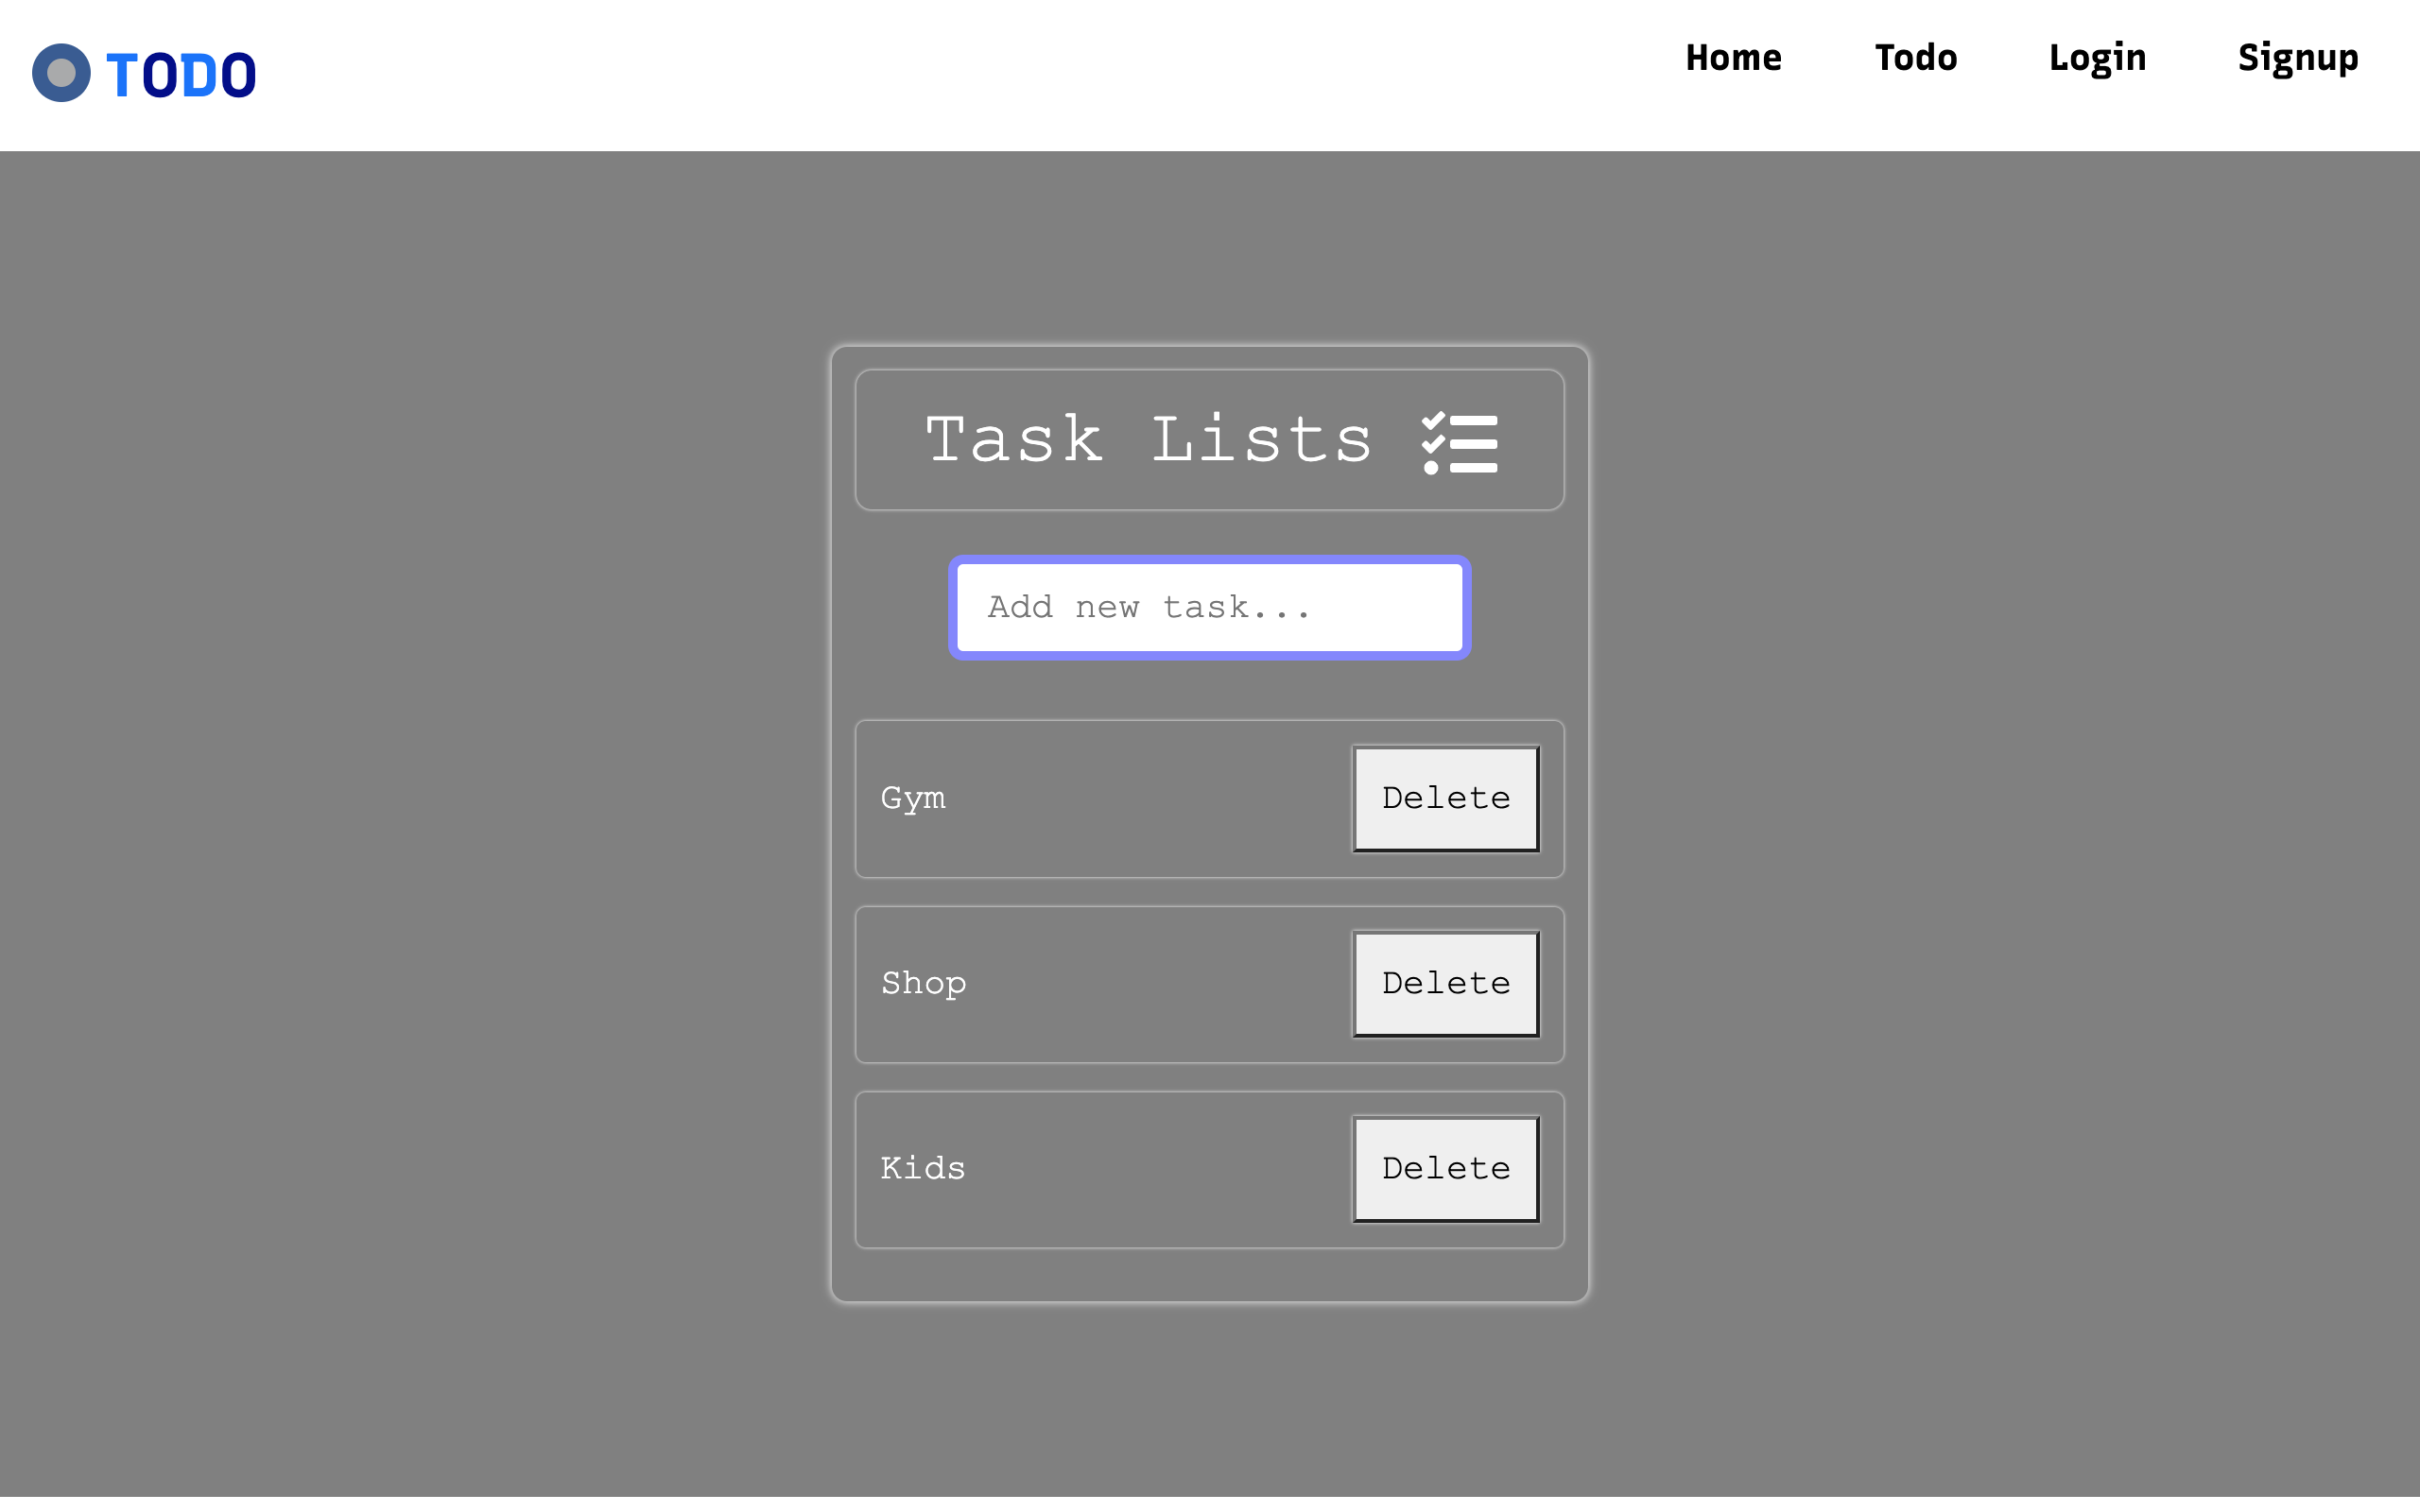 TODO
Home Todo Login Signup
Task Lists
Add new task...
Gym Delete
Shop Delete
Kids Delete